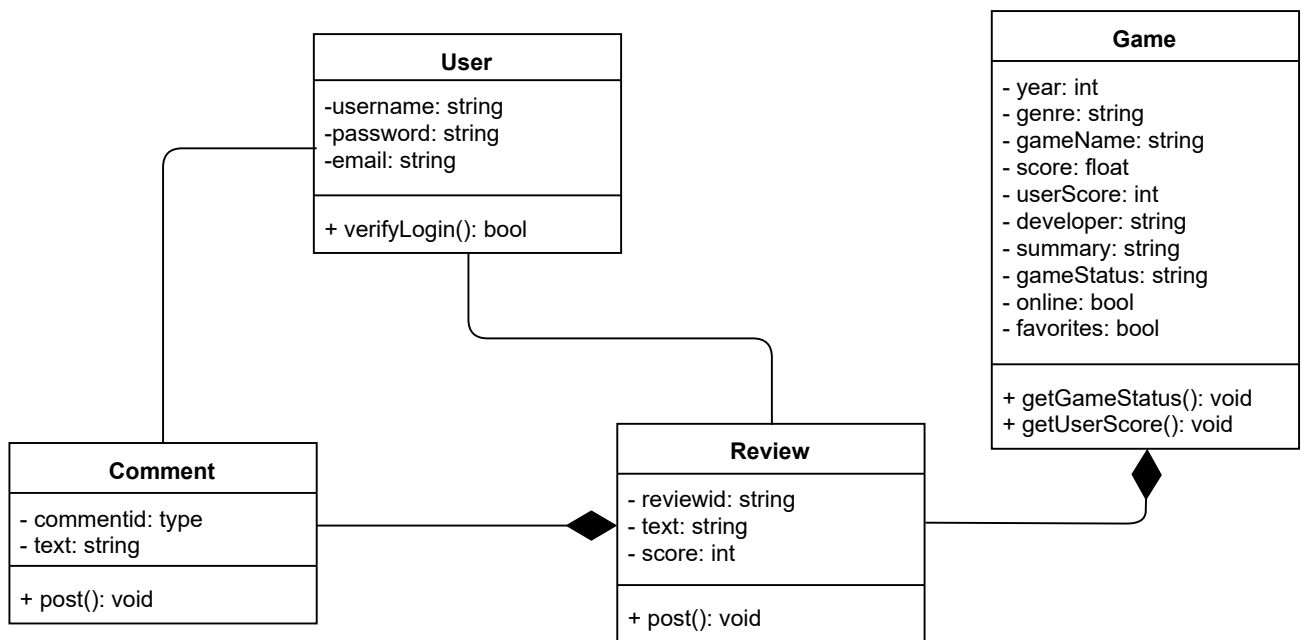 User
-username: string
-password: string
-email: string
+ verifyLogin(): bool
Game
- year: int
- genre: string
- gameName: string
- score: float
- userScore: int
- developer: string
- summary: string
- gameStatus: string
- online: bool
- favorites: bool
+ getGameStatus(): void
+ getUserScore(): void
Comment
- commentid: type
- text: string
+ post(): void
Review
- reviewid: string
- text: string
- score: int
+ post(): void